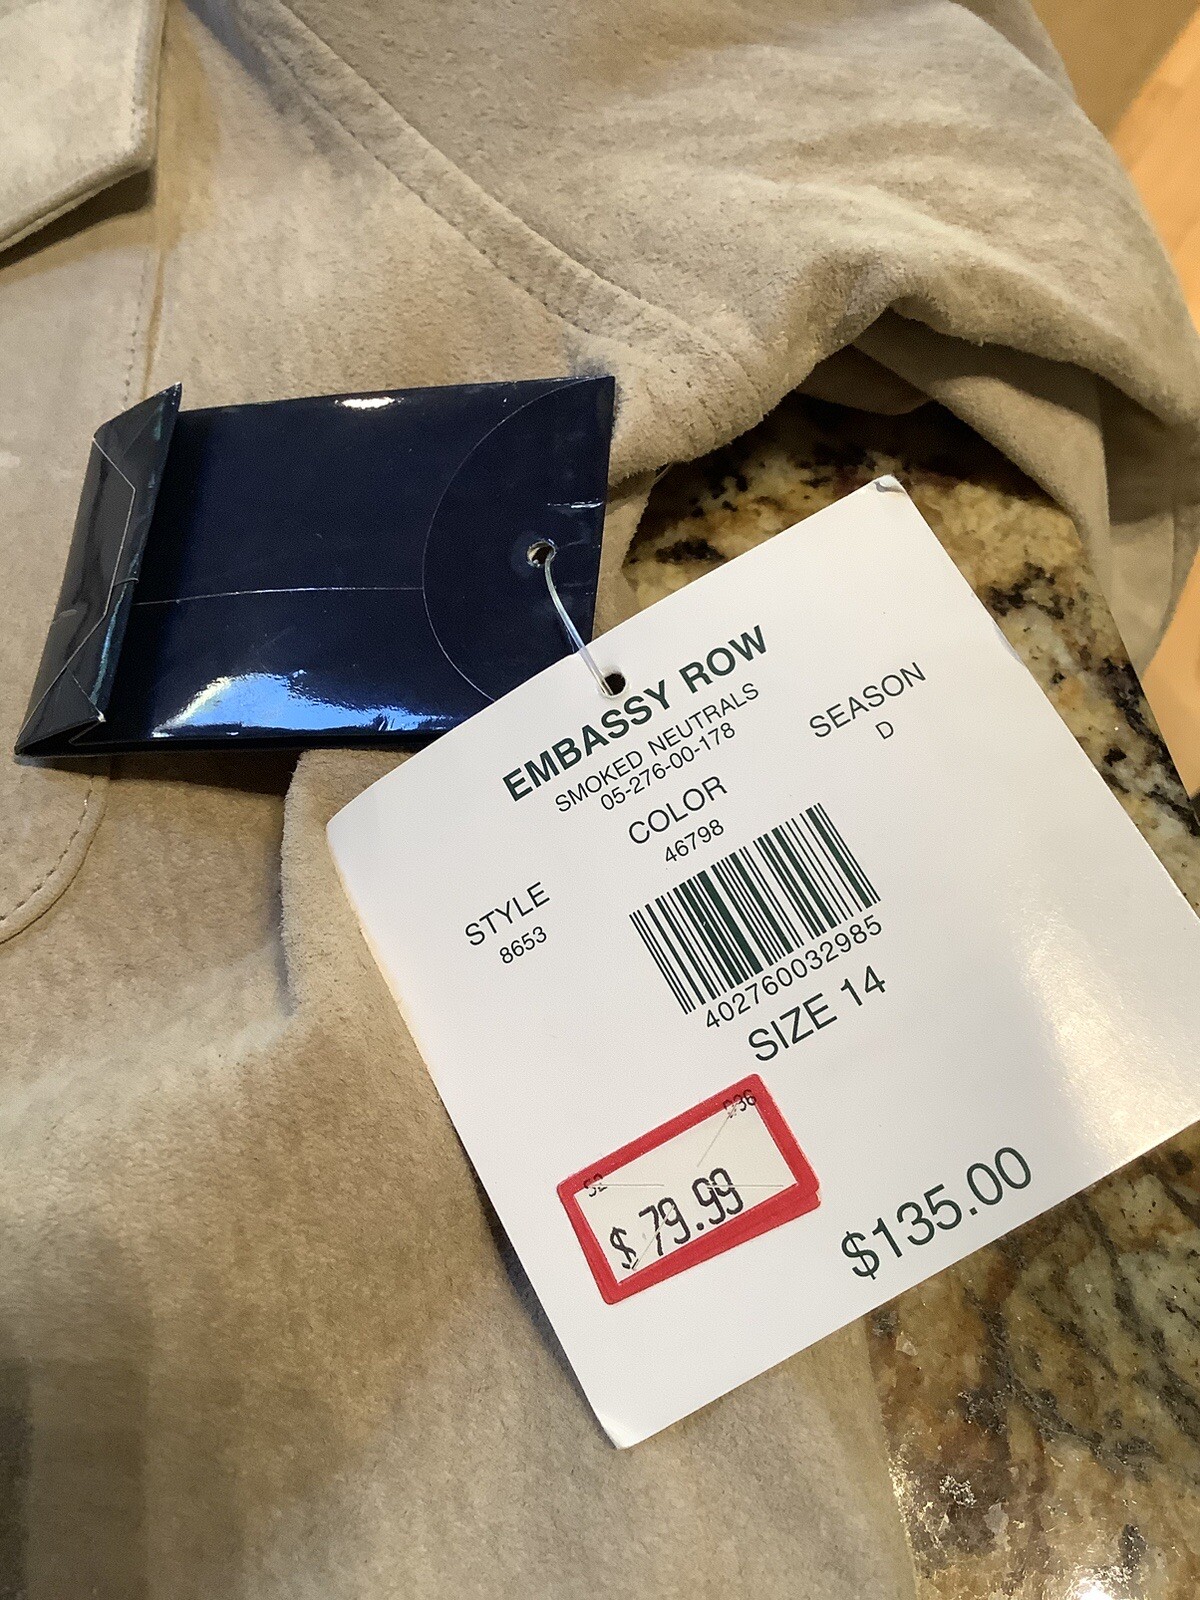 EMBASSY ROW
SMOKED NEUTRALS
05-276-00-178
SEASON
D
COLOR
46798
STYLE
8653
402760032985
SIZE 14
52
$ 79.99
$135.00